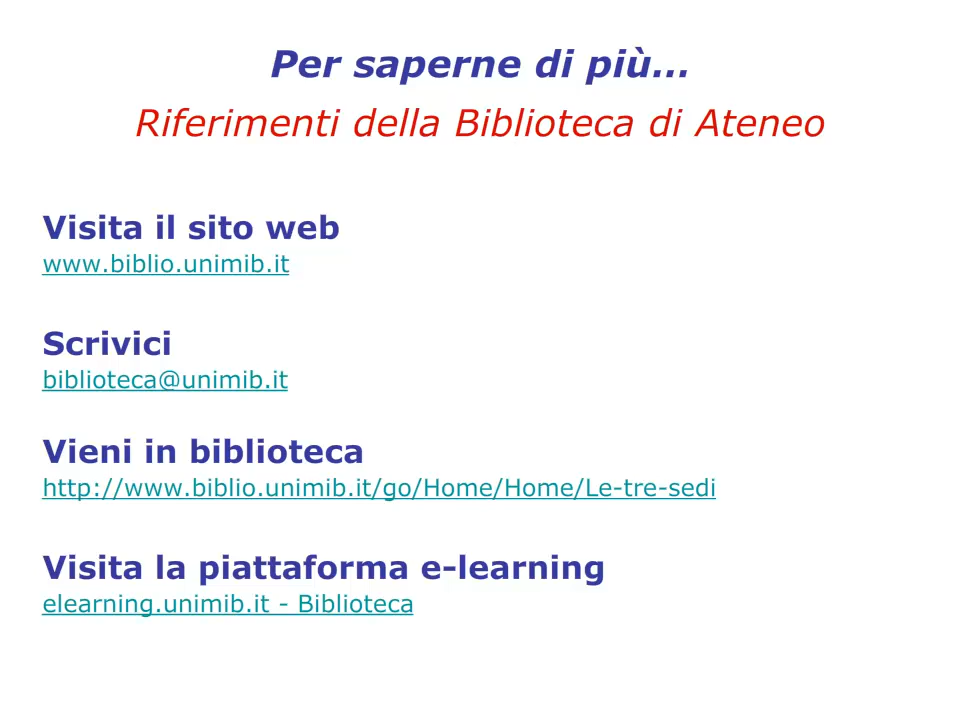 Per saperne di più…
Riferimenti della Biblioteca di Ateneo
Visita il sito web
www.biblio.unimib.it
Scrivici
biblioteca@unimib.it
Vieni in biblioteca
http://www.biblio.unimib.it/go/Home/Home/Le-tre-sedi
Visita la piattaforma e-learning
elearning.unimib.it - Biblioteca